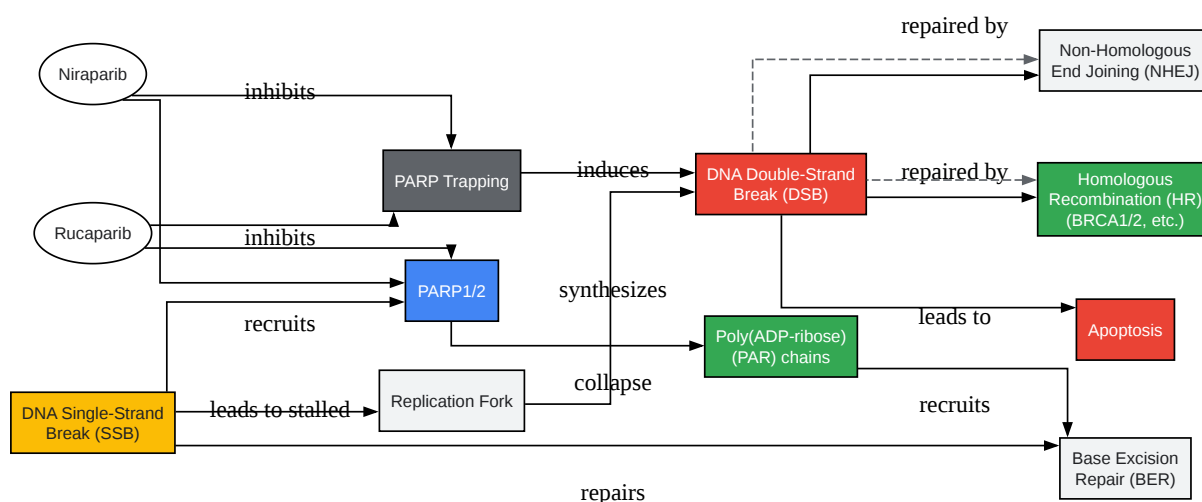 repaired by
Non-Homologous
End Joining (NHEJ)
Niraparib
inhibits
PARP Trapping
induces
DNA Double-Strand
Break (DSB)
repaired by
Homologous
Recombination (HR)
(BRCA1/2, etc.)
Rucaparib
inhibits
PARP1/2
synthesizes
recruits
Poly(ADP-ribose)
(PAR) chains
leads to
Apoptosis
DNA Single-Strand
Break (SSB)
leads to stalled
Replication Fork
collapse
recruits
Base Excision
Repair (BER)
repairs